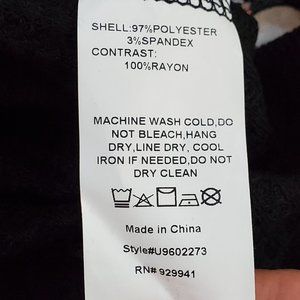 SHELL:97%POLYESTER
3%SPANDEX
CONTRAST:
100%RAYON
MACHINE WASH COLD,DO
NOT BLEACH,HANG
DRY,LINE DRY, COOL
IRON IF NEEDED,DO NOT
DRY CLEAN
Made in China
Style#U9602273
RN# 929941